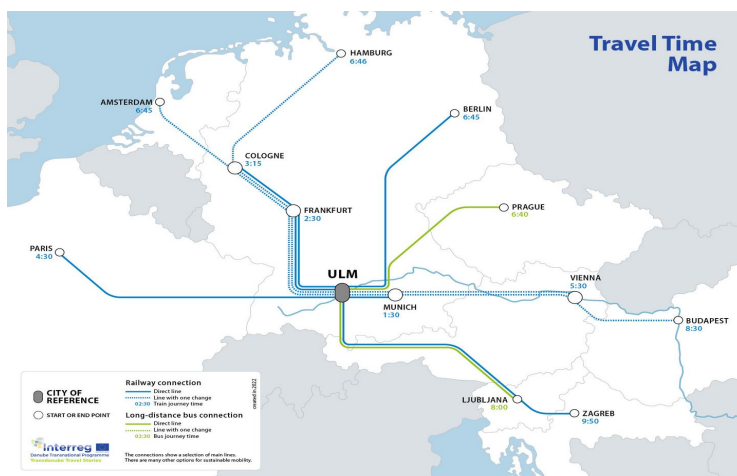 Travel Time
Map
HAMBURG
6:46
AMSTERDAM
6:45
BERLIN
6:45
COLOGNE
3:15
FRANKFURT
2:30
PRAGUE
6:40
PARIS
4:30
ULM
MUNICH
1:30
VIENNA
5:30
BUDAPEST
8:30
LJUBLJANA
8:00
ZAGREB
9:50
CITY OF
REFERENCE
START OR END POINT
Railway connection
Direct line
Line with one change
02:30 Train journey time
Long-distance bus connection
Direct line
Line with one change
02:30 Bus journey time
created in 2022
Interreg
Danube Transnational Programme
Transdanube Travel Stories
The connections show a selection of main lines.
There are many other options for sustainable mobility.